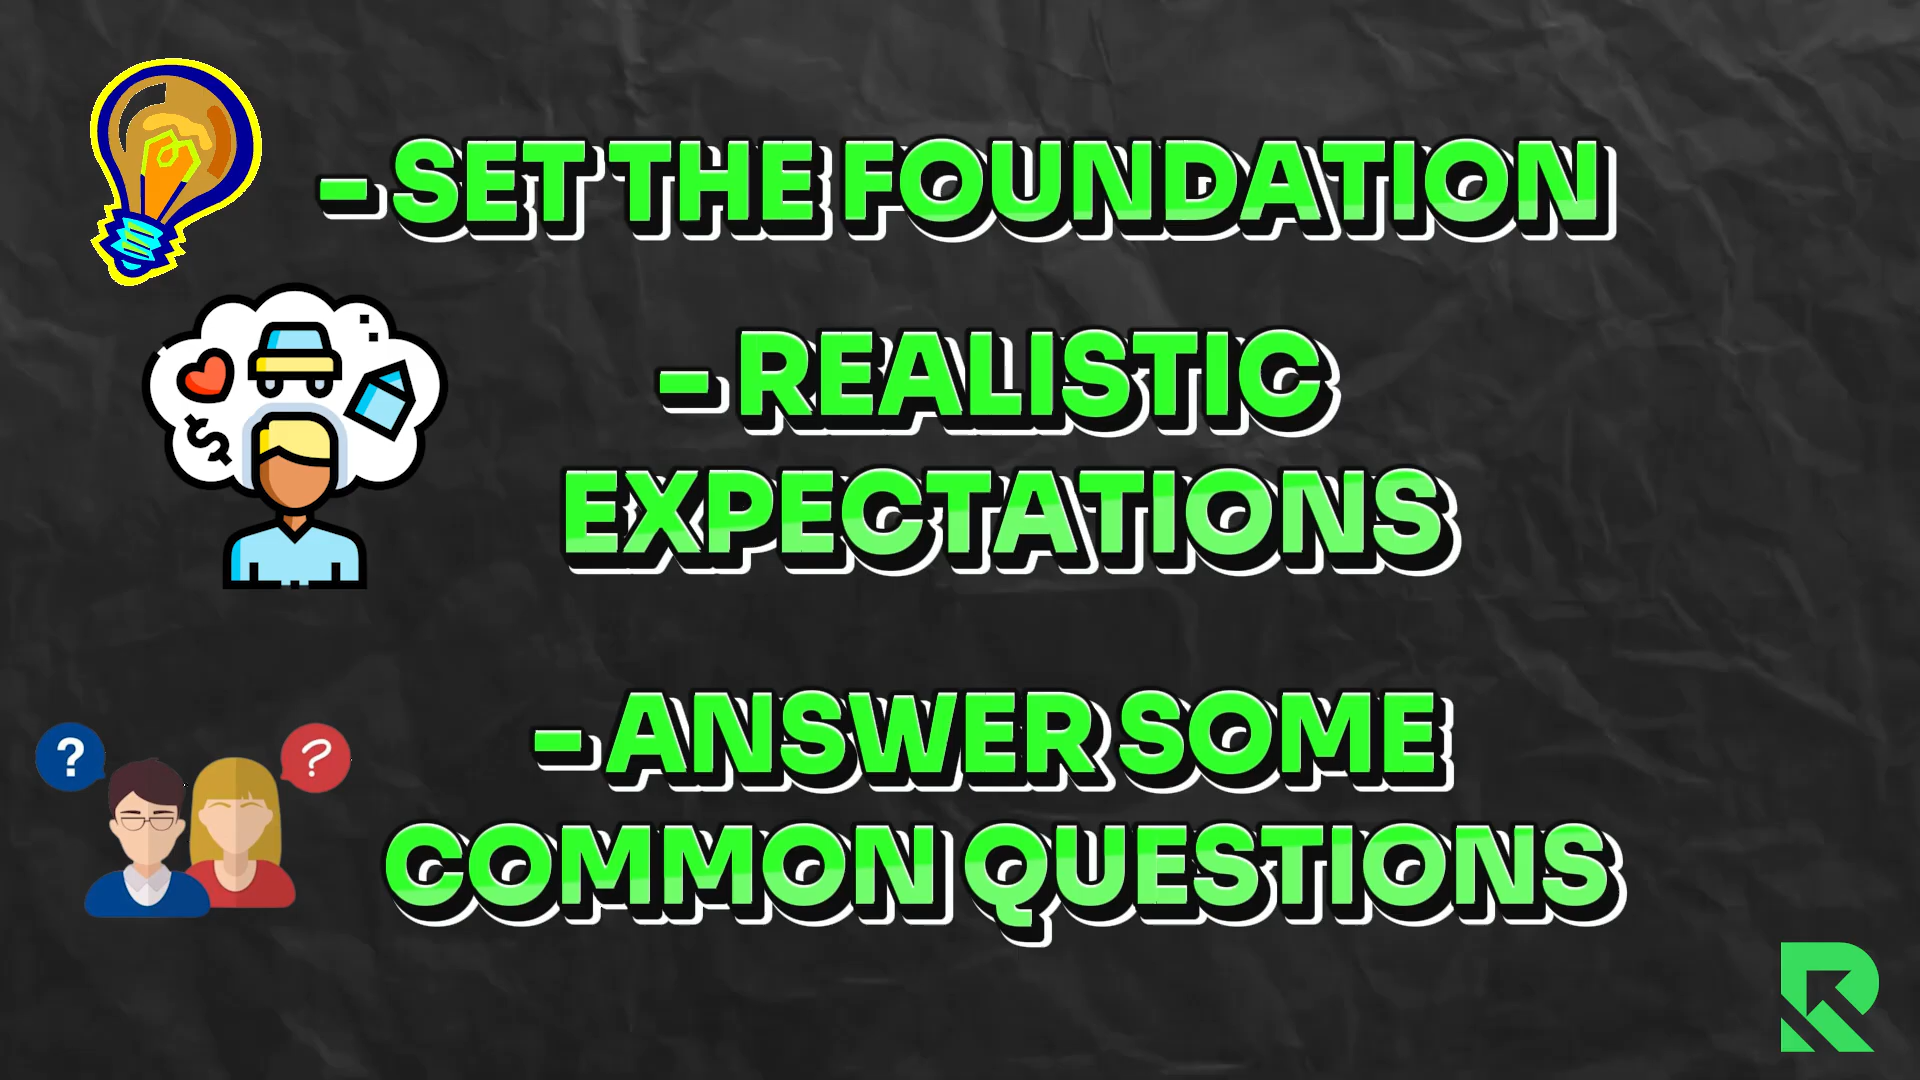 - SET THE FOUNDATION
- REALISTIC
EXPECTATIONS
$
? ?
- ANSWER SOME
COMMON QUESTIONS
R